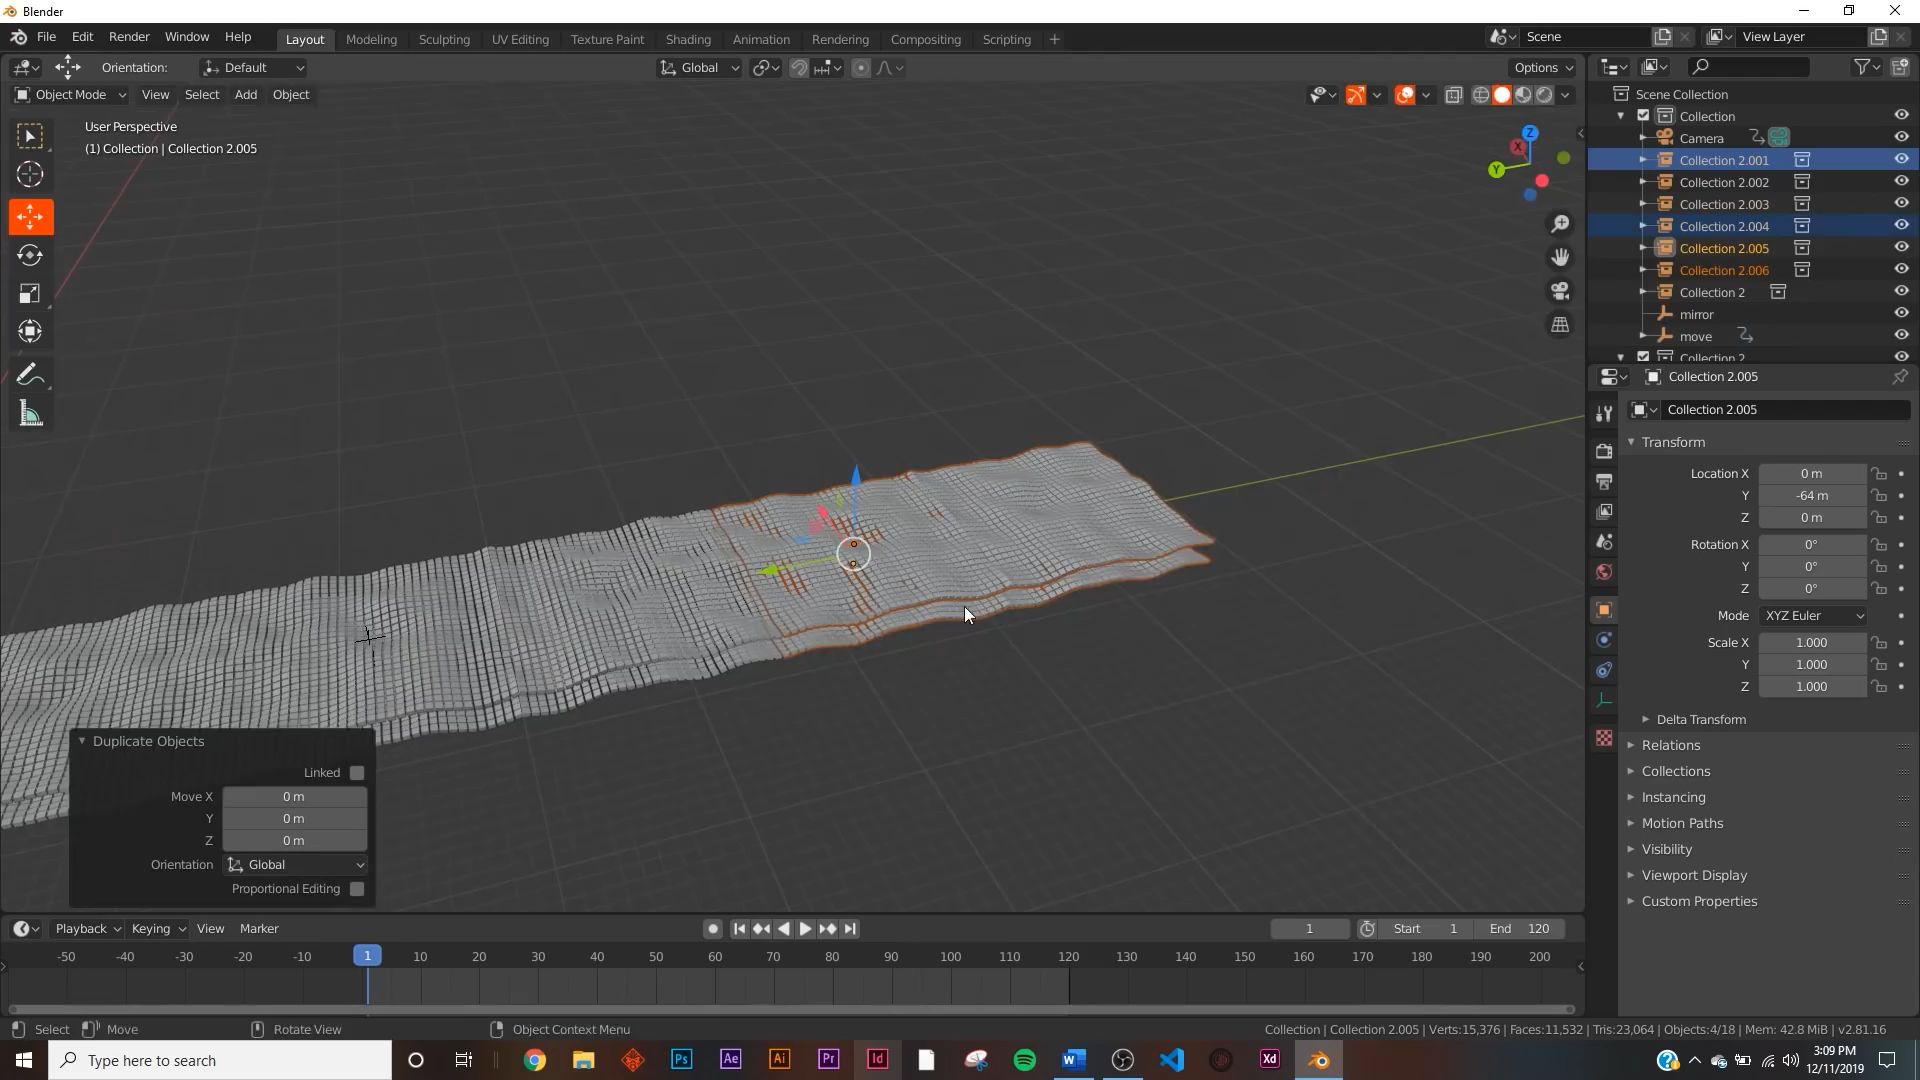 Blender
File Edit Render Window Help
Layout Modeling Sculpting UV Editing Texture Paint Shading Animation Rendering Compositing Scripting +
Scene
View Layer
Orientation: Default
Global
Options
Object Mode View Select Add Object
User Perspective
(1) Collection | Collection 2.005
Z
X
Y
Scene Collection
Collection
Camera
Collection 2.001
Collection 2.002
Collection 2.003
Collection 2.004
Collection 2.005
Collection 2.006
Collection 2
mirror
move
Collection 2
Collection 2.005
Collection 2.005
Transform
Location X 0 m
Y -64 m
Z 0 m
Rotation X 0°
Y 0°
Z 0°
Mode XYZ Euler
Scale X 1.000
Y 1.000
Z 1.000
Delta Transform
Relations
Collections
Instancing
Motion Paths
Visibility
Viewport Display
Custom Properties
Duplicate Objects
Linked
Move X 0 m
Y 0 m
Z 0 m
Orientation Global
Proportional Editing
Playback Keying View Marker
1 Start 1 End 120
-50 -40 -30 -20 -10 1 10 20 30 40 50 60 70 80 90 100 110 120 130 140 150 160 170 180 190 200
Select Move Rotate View Object Context Menu
Collection | Collection 2.005 | Verts:15,376 | Faces:11,532 | Tris:23,064 | Objects:4/18 | Mem: 42.8 MiB | v2.81.16
Type here to search
Ps Ae Ai Pr Id W Xd
3:09 PM
12/11/2019